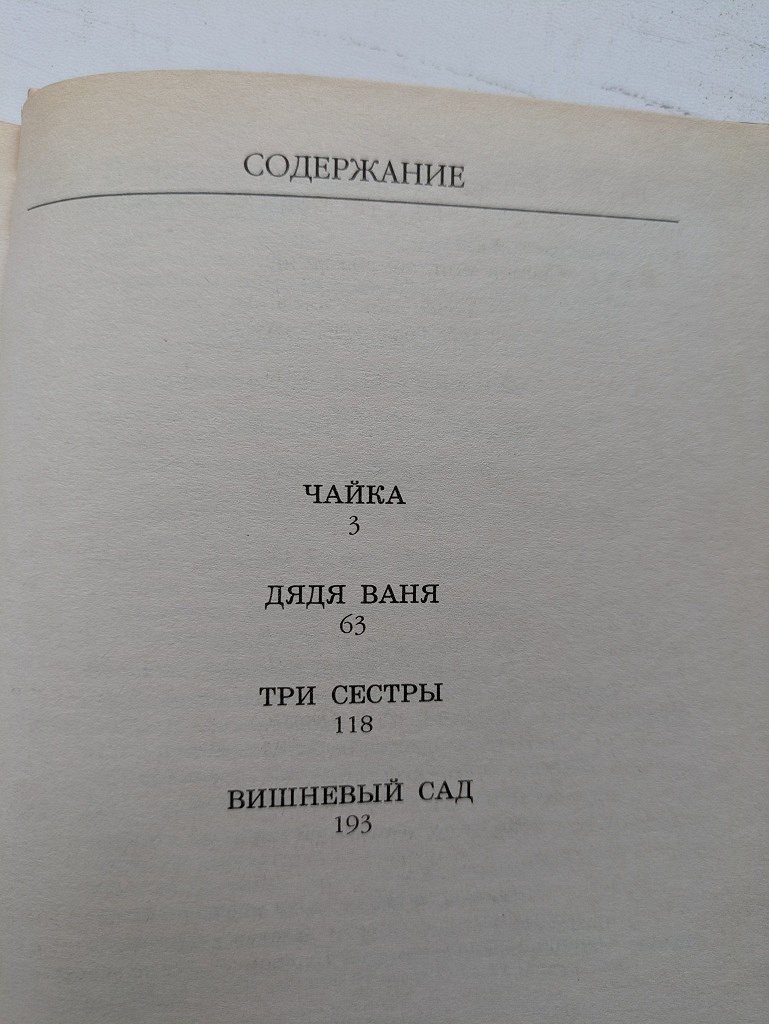 СОДЕРЖАНИЕ
ЧАЙКА
3
ДЯДЯ ВАНЯ
63
ТРИ СЕСТРЫ
118
ВИШНЕВЫЙ САД
193